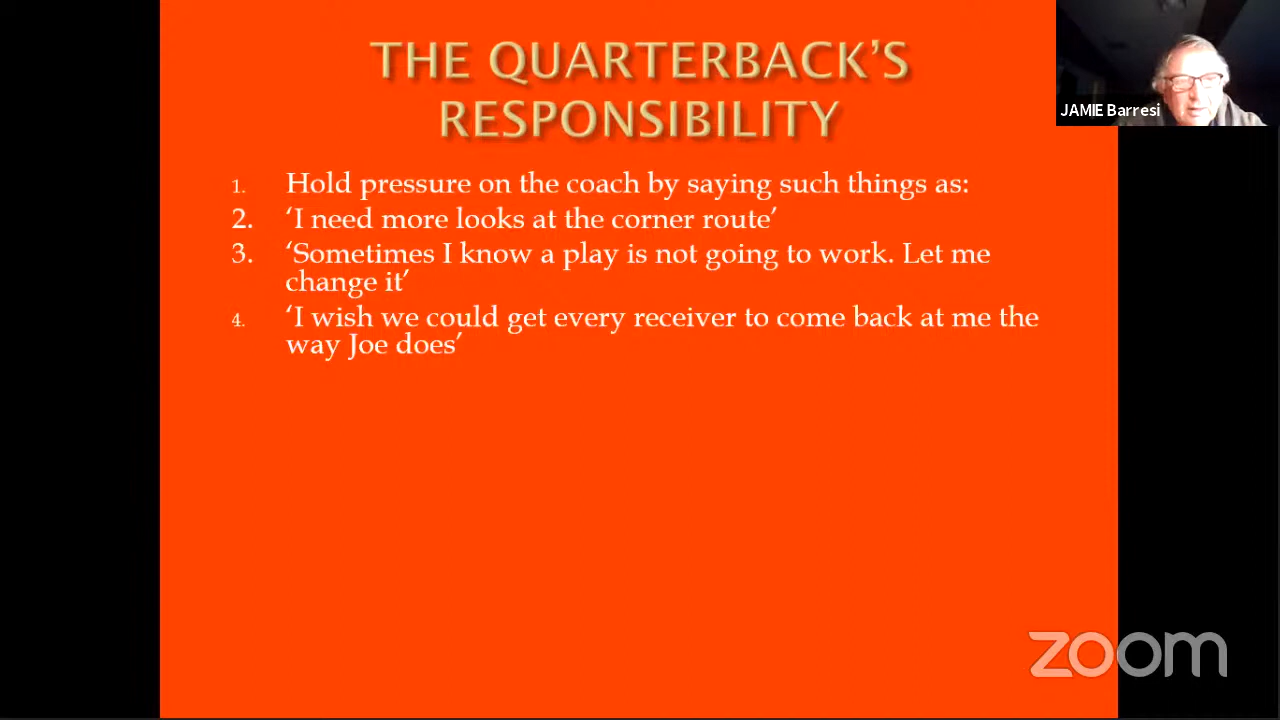 THE QUARTERBACK’S
RESPONSIBILITY
JAMIE Barresi
1. Hold pressure on the coach by saying such things as:
2. ‘I need more looks at the corner route’
3. ‘Sometimes I know a play is not going to work. Let me
change it’
4. ‘I wish we could get every receiver to come back at me the
way Joe does’
zoom